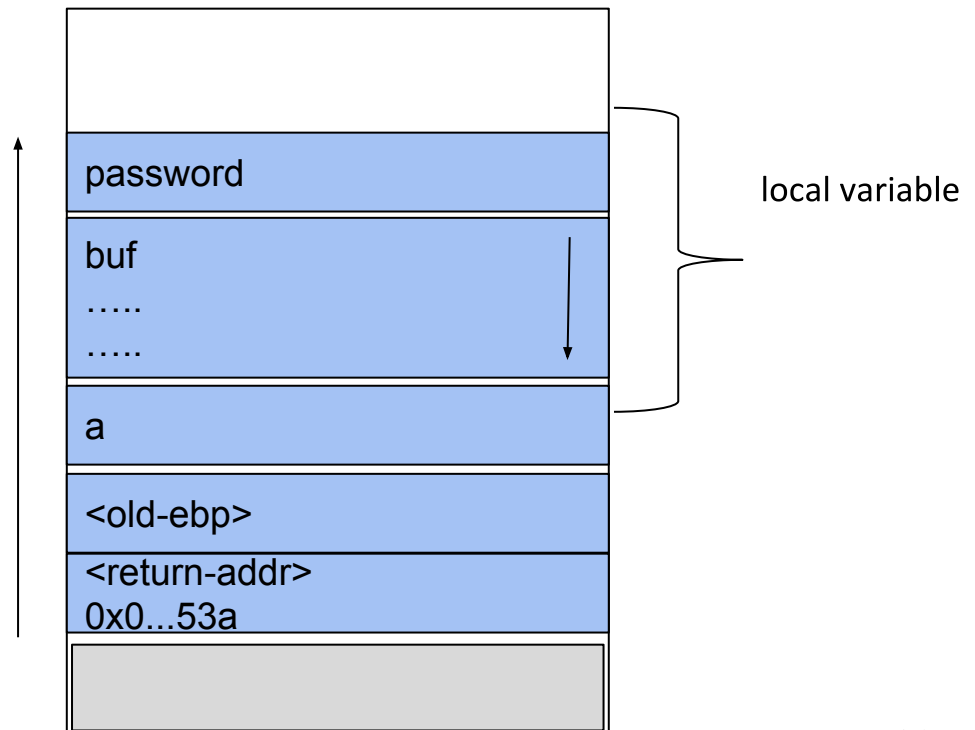 password
local variable
buf
…..
…..
a
<old-ebp>
<return-addr>
0x0...53a